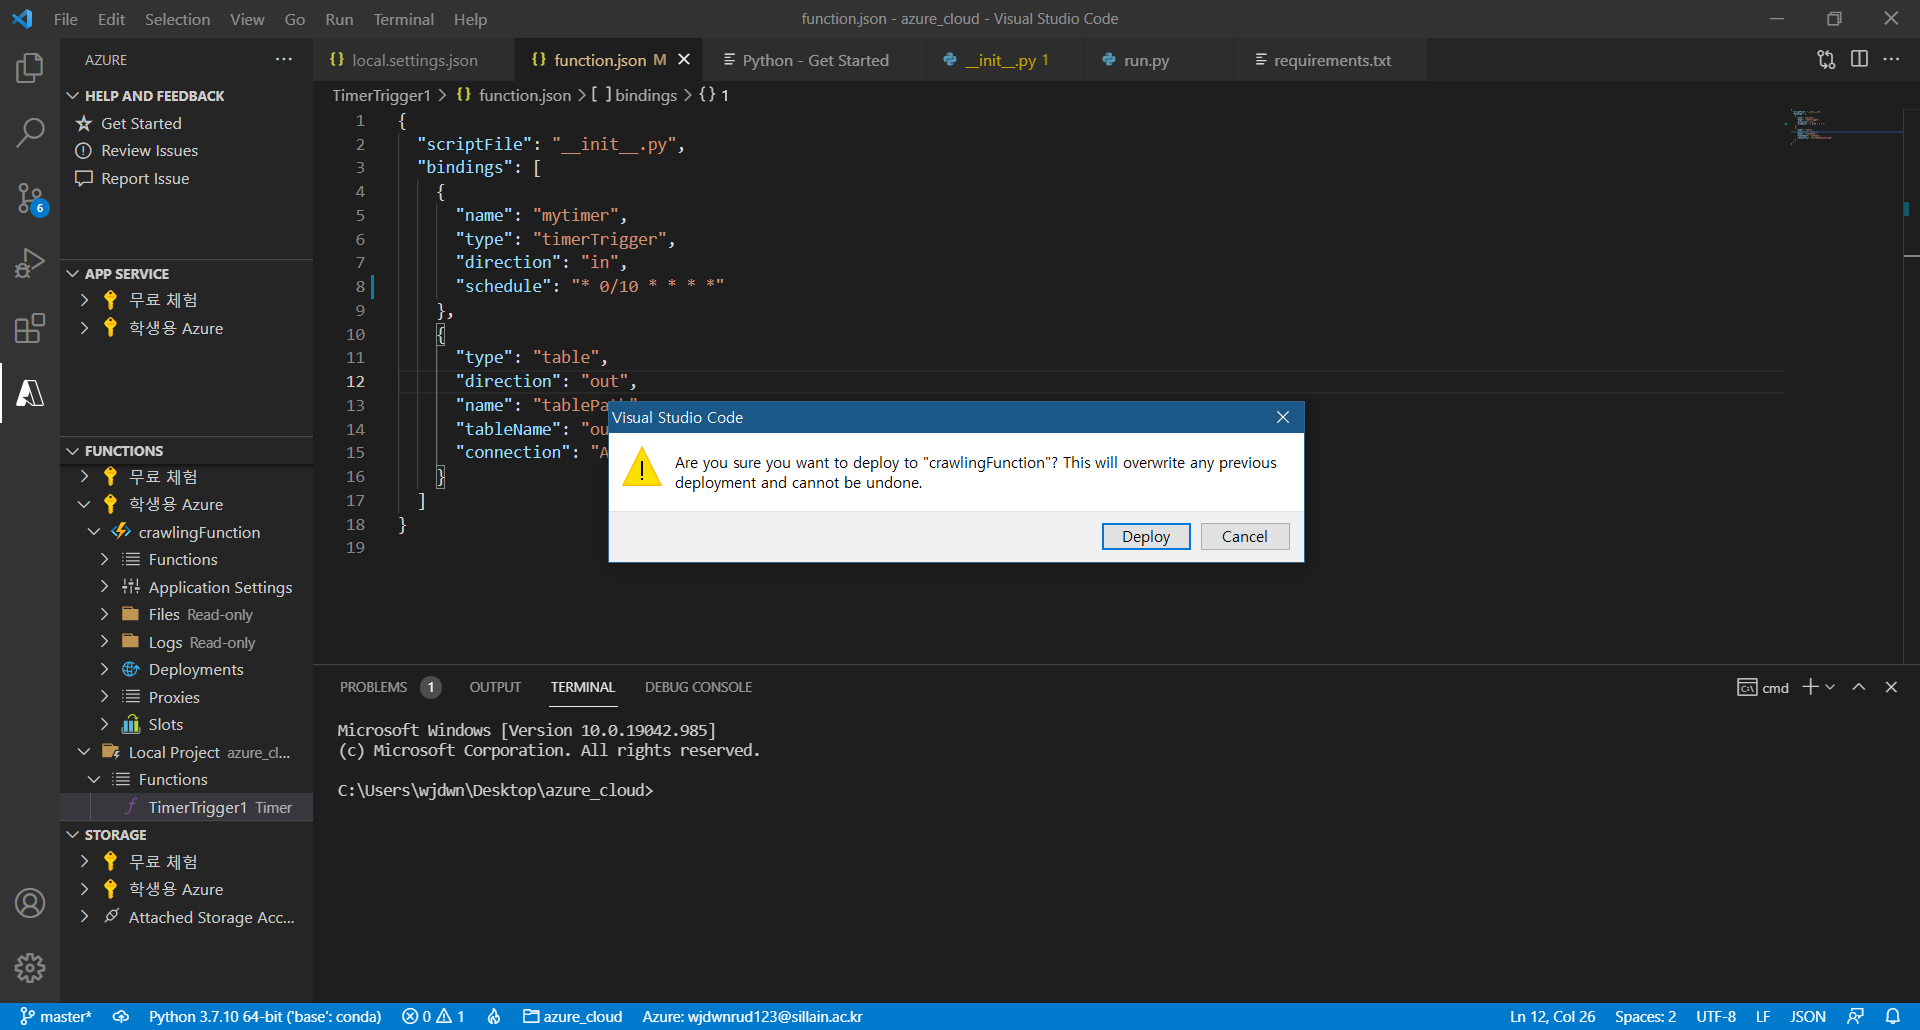 File Edit Selection View Go Run Terminal Help
function.json - azure_cloud - Visual Studio Code
AZURE
HELP AND FEEDBACK
Get Started
Review Issues
Report Issue
6
APP SERVICE
무료 체험
학생용 Azure
FUNCTIONS
무료 체험
학생용 Azure
crawlingFunction
Functions
Application Settings
Files Read-only
Logs Read-only
Deployments
Proxies
Slots
Local Project azure_cl...
Functions
TimerTrigger1 Timer
STORAGE
무료 체험
학생용 Azure
Attached Storage Acc...
{} local.settings.json
{} function.json M
Python - Get Started
__init__.py 1
run.py
requirements.txt
TimerTrigger1 > {} function.json > [ ] bindings > {} 1
1 {
2 "scriptFile": "__init__.py",
3 "bindings": [
4 {
5 "name": "mytimer",
6 "type": "timerTrigger",
7 "direction": "in",
8 "schedule": "* 0/10 * * * *"
9 },
10 {
11 "type": "table",
12 "direction": "out",
13 "name": "tablePath"
14 "tableName": "ou
15 "connection": "A
16 }
17 ]
18 }
19
Visual Studio Code
Are you sure you want to deploy to "crawlingFunction"? This will overwrite any previous
deployment and cannot be undone.
Deploy Cancel
PROBLEMS 1 OUTPUT TERMINAL DEBUG CONSOLE
cmd
Microsoft Windows [Version 10.0.19042.985]
(c) Microsoft Corporation. All rights reserved.
C:\Users\wjdwn\Desktop\azure_cloud>
master* Python 3.7.10 64-bit ('base': conda) 0 1 azure_cloud Azure: wjdwnrud123@sillain.ac.kr Ln 12, Col 26 Spaces: 2 UTF-8 LF JSON